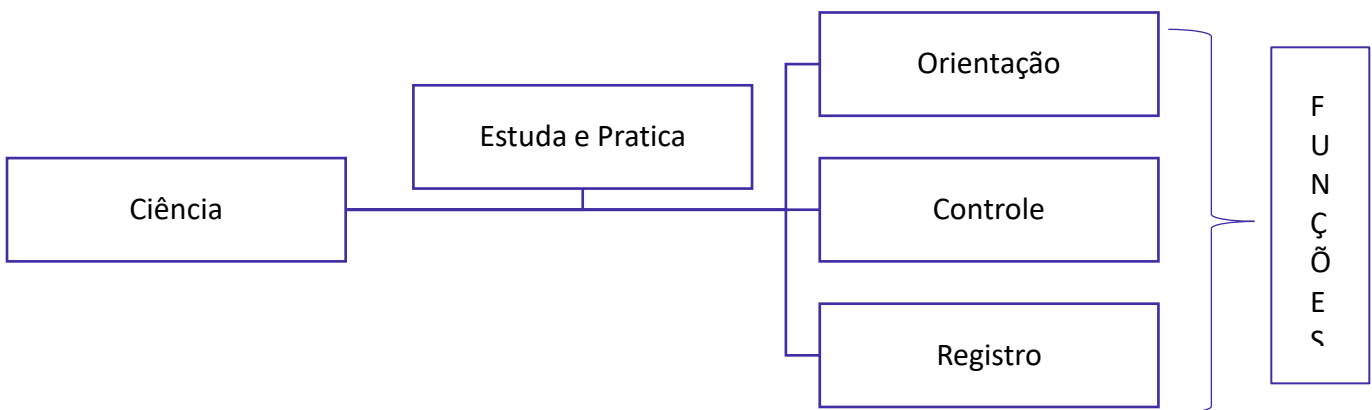 Orientação
Estuda e Pratica
Ciência
Controle
Registro
F
U
N
Ç
Õ
E
S